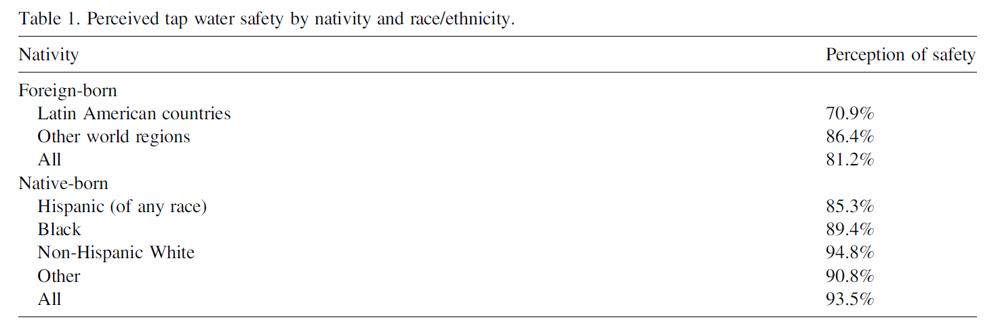 Table 1. Perceived tap water safety by nativity and race/ethnicity.
Nativity Perception of safety
Foreign-born
Latin American countries 70.9%
Other world regions 86.4%
All 81.2%
Native-born
Hispanic (of any race) 85.3%
Black 89.4%
Non-Hispanic White 94.8%
Other 90.8%
All 93.5%